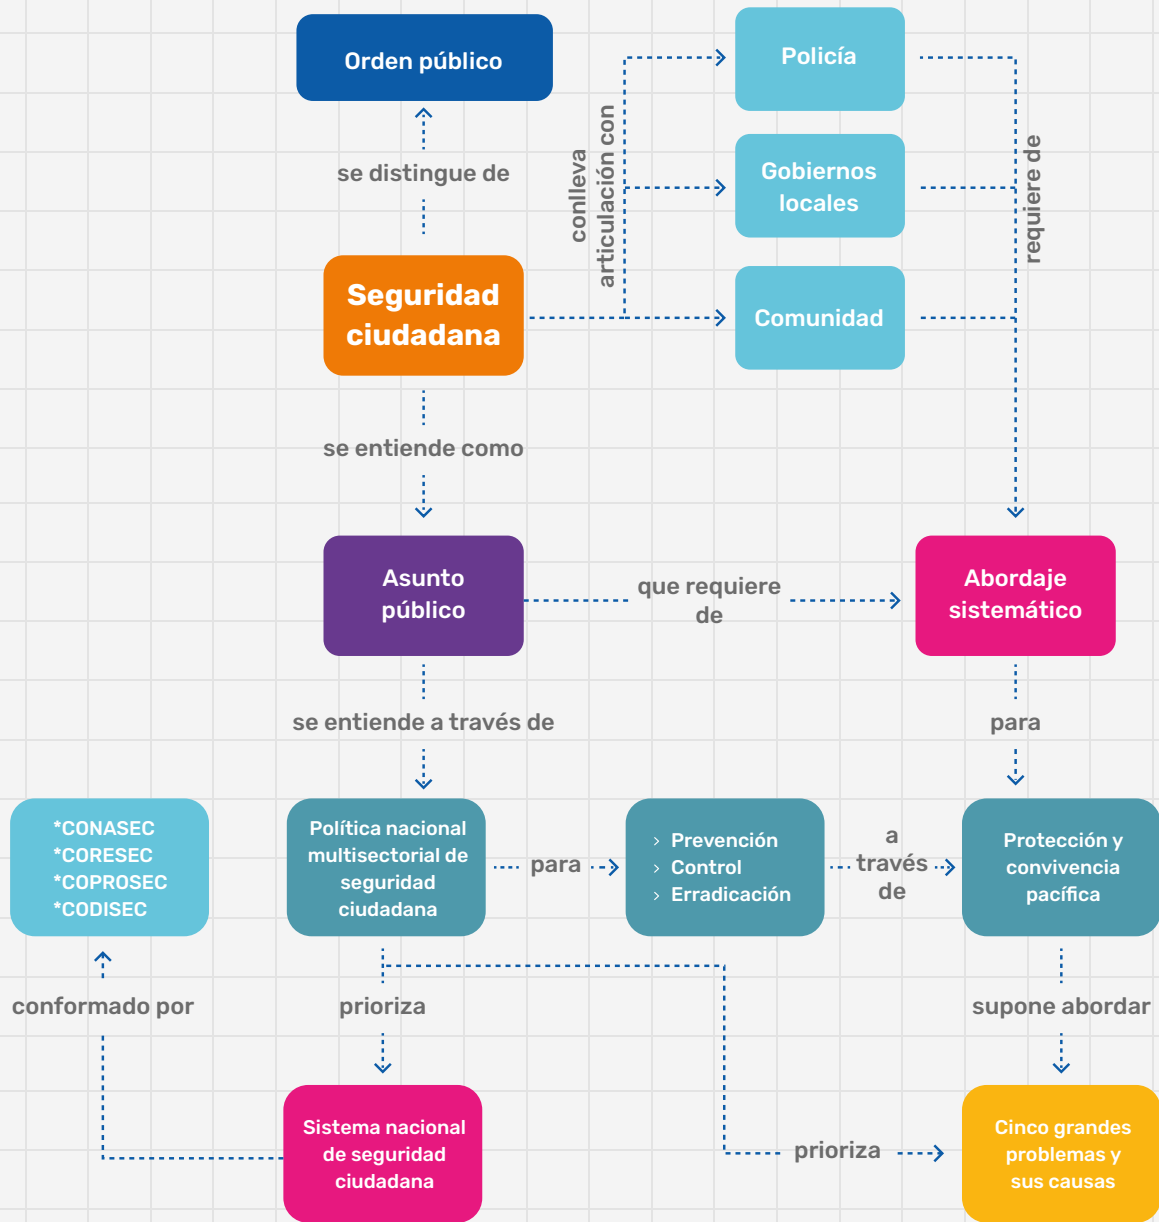 Orden público
se distingue de
Seguridad
ciudadana
conlleva
articulación con
Policía
Gobiernos
locales
Comunidad
requiere de
se entiende como
Asunto
público
que requiere
de
Abordaje
sistemático
se entiende a través de
para
*CONASEC
*CORESEC
*COPROSEC
*CODISEC
Política nacional
multisectorial de
seguridad
ciudadana
para
> Prevención
> Control
> Erradicación
a
través
de
Protección y
convivencia
pacífica
conformado por
prioriza
supone abordar
Sistema nacional
de seguridad
ciudadana
prioriza
Cinco grandes
problemas y
sus causas